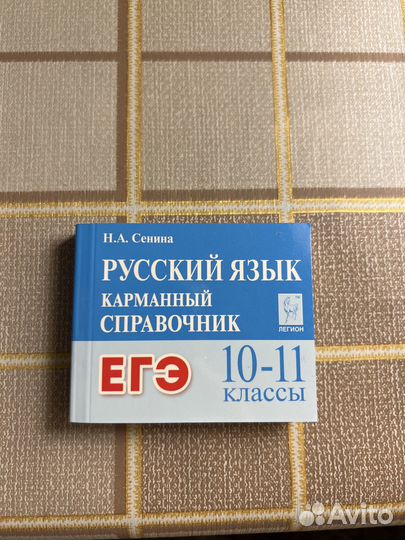 Н.А. Сенина
РУССКИЙ ЯЗЫК
КАРМАННЫЙ
СПРАВОЧНИК
ЛЕГИОН
ЕГЭ
10-11
классы
Avito